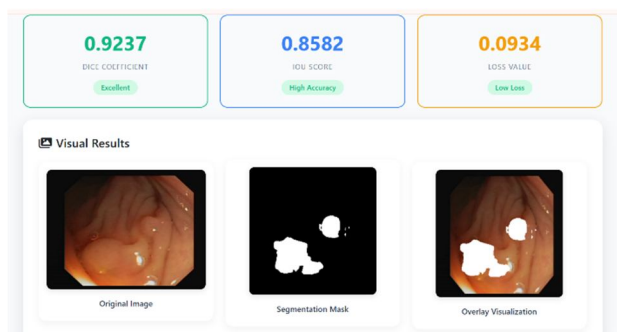 0.9237 0.8582 0.0934
DICE COEFFICIENT IOU SCORE LOSS VALUE
Excellent High Accuracy Low Loss
Visual Results
Original Image Segmentation Mask Overlay Visualization